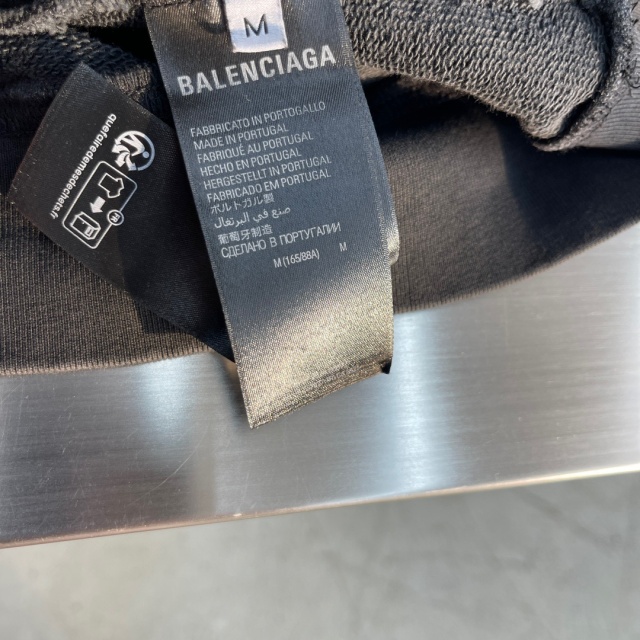 M
BALENCIAGA
FABBRICATO IN PORTOGALLO
MADE IN PORTUGAL
FABRIQUÉ AU PORTUGAL
HECHO EN PORTUGAL
HERGESTELLT IN PORTUGAL
FABRICADO EM PORTUGAL
ポルトガル製
صنع في البرتغال
葡萄牙制造
СДЕЛАНО В ПОРТУГАЛИИ
M (165/88A) M
quefairedemesdechets.fr
FR